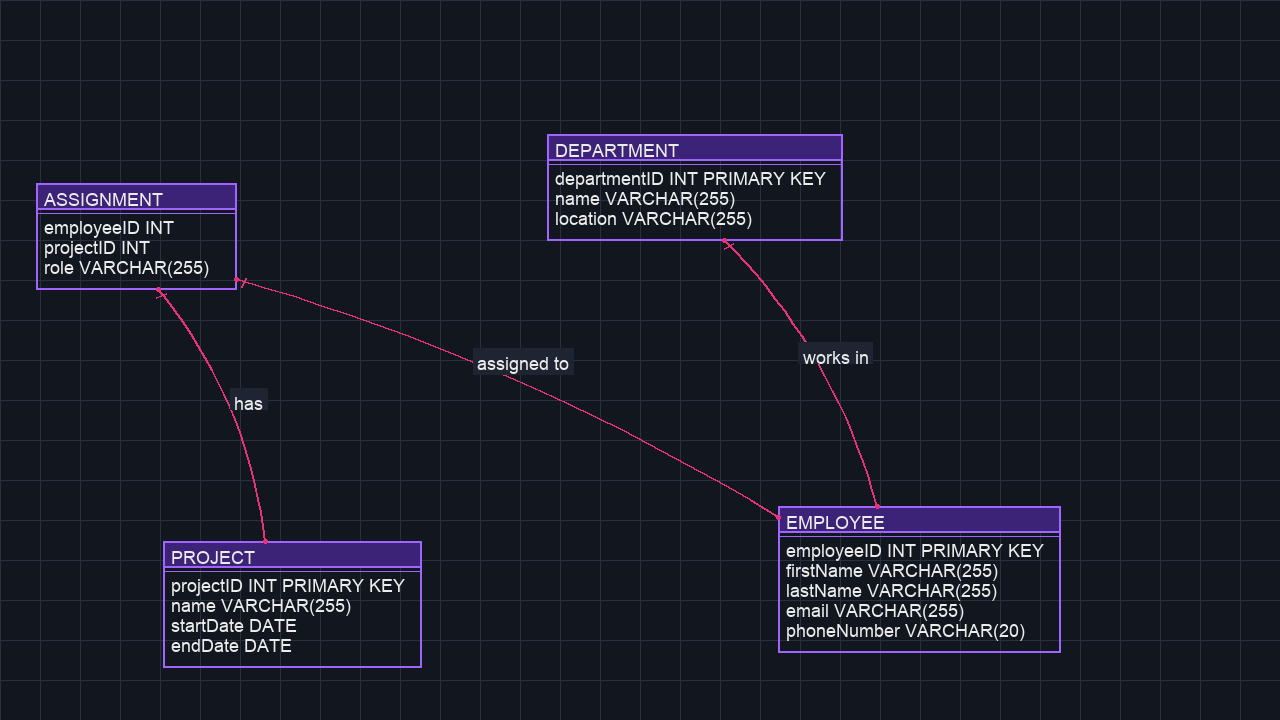 DEPARTMENT
departmentID INT PRIMARY KEY
name VARCHAR(255)
location VARCHAR(255)
ASSIGNMENT
employeeID INT
projectID INT
role VARCHAR(255)
works in
assigned to
has
EMPLOYEE
employeeID INT PRIMARY KEY
firstName VARCHAR(255)
lastName VARCHAR(255)
email VARCHAR(255)
phoneNumber VARCHAR(20)
PROJECT
projectID INT PRIMARY KEY
name VARCHAR(255)
startDate DATE
endDate DATE